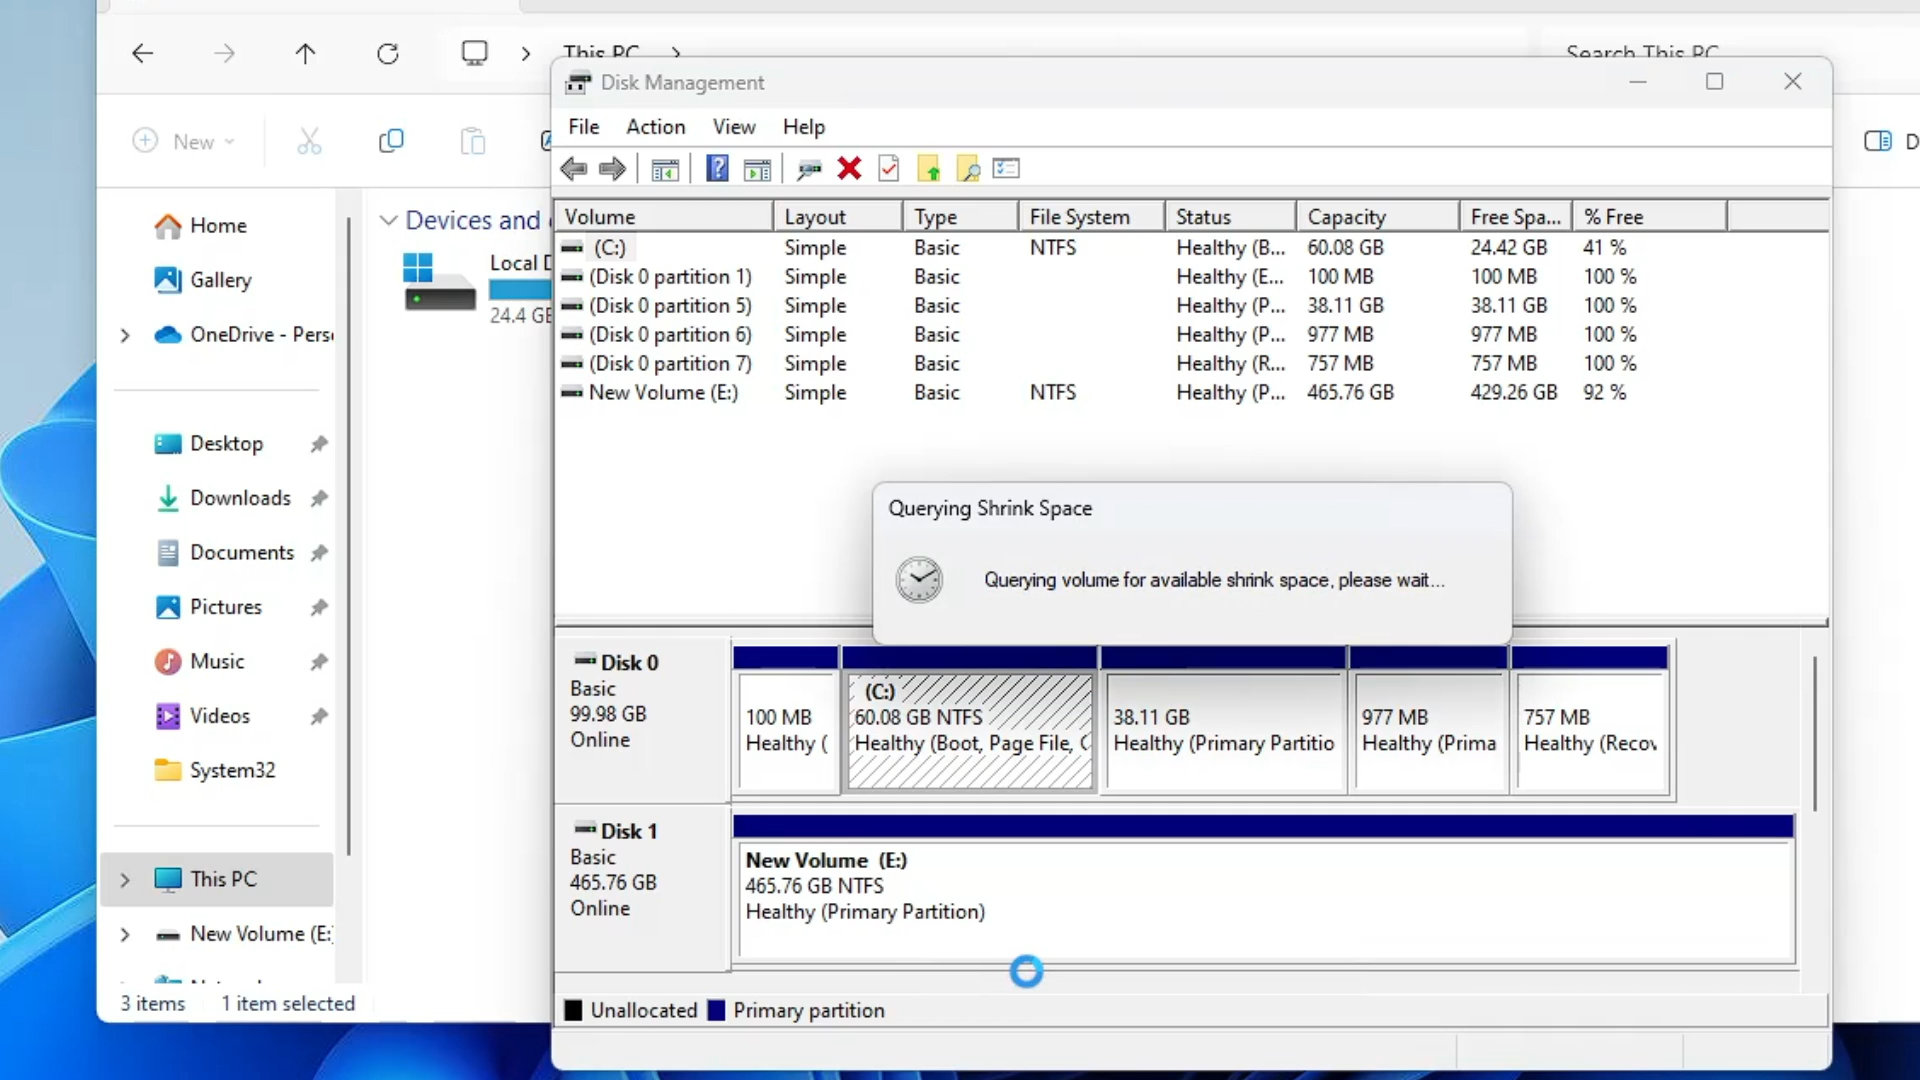 This PC
Search This PC
New
Home
Gallery
OneDrive - Pers
Desktop
Downloads
Documents
Pictures
Music
Videos
System32
This PC
New Volume (E:
3 items 1 item selected
Devices and
Local D
24.4 GB
D
Disk Management
File Action View Help
Volume Layout Type File System Status Capacity Free Spa... % Free
(C:) Simple Basic NTFS Healthy (B... 60.08 GB 24.42 GB 41 %
(Disk 0 partition 1) Simple Basic Healthy (E... 100 MB 100 MB 100 %
(Disk 0 partition 5) Simple Basic Healthy (P... 38.11 GB 38.11 GB 100 %
(Disk 0 partition 6) Simple Basic Healthy (P... 977 MB 977 MB 100 %
(Disk 0 partition 7) Simple Basic Healthy (R... 757 MB 757 MB 100 %
New Volume (E:) Simple Basic NTFS Healthy (P... 465.76 GB 429.26 GB 92 %
Querying Shrink Space
Querying volume for available shrink space, please wait...
Disk 0
Basic
99.98 GB
Online
100 MB
Healthy (
(C:)
60.08 GB NTFS
Healthy (Boot, Page File, C
38.11 GB
Healthy (Primary Partitio
977 MB
Healthy (Prima
757 MB
Healthy (Recov
Disk 1
Basic
465.76 GB
Online
New Volume (E:)
465.76 GB NTFS
Healthy (Primary Partition)
Unallocated Primary partition